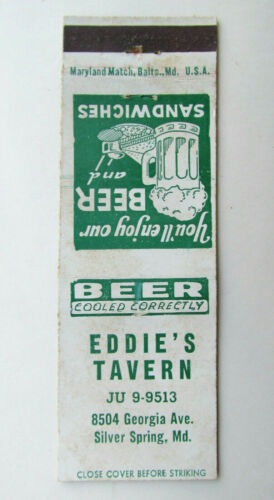 Maryland Match, Balto., Md. U.S.A.
You'll enjoy our
BEER
and
SANDWICHES
BEER
COOLED CORRECTLY
EDDIE'S
TAVERN
JU 9-9513
8504 Georgia Ave.
Silver Spring, Md.
CLOSE COVER BEFORE STRIKING